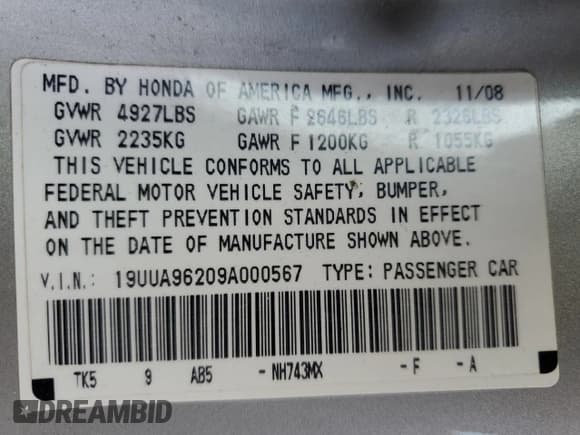 MFD. BY HONDA OF AMERICA MFG., INC. 11/08
GVWR 4927LBS GAWR F 2646LBS R 2326LBS
GVWR 2235KG GAWR F 1200KG R 1055KG
THIS VEHICLE CONFORMS TO ALL APPLICABLE
FEDERAL MOTOR VEHICLE SAFETY, BUMPER,
AND THEFT PREVENTION STANDARDS IN EFFECT
ON THE DATE OF MANUFACTURE SHOWN ABOVE.
V.I.N.: 19UUA96209A000567 TYPE: PASSENGER CAR
TK5 9 AB5 - NH743MX - F - A
DREAMBID